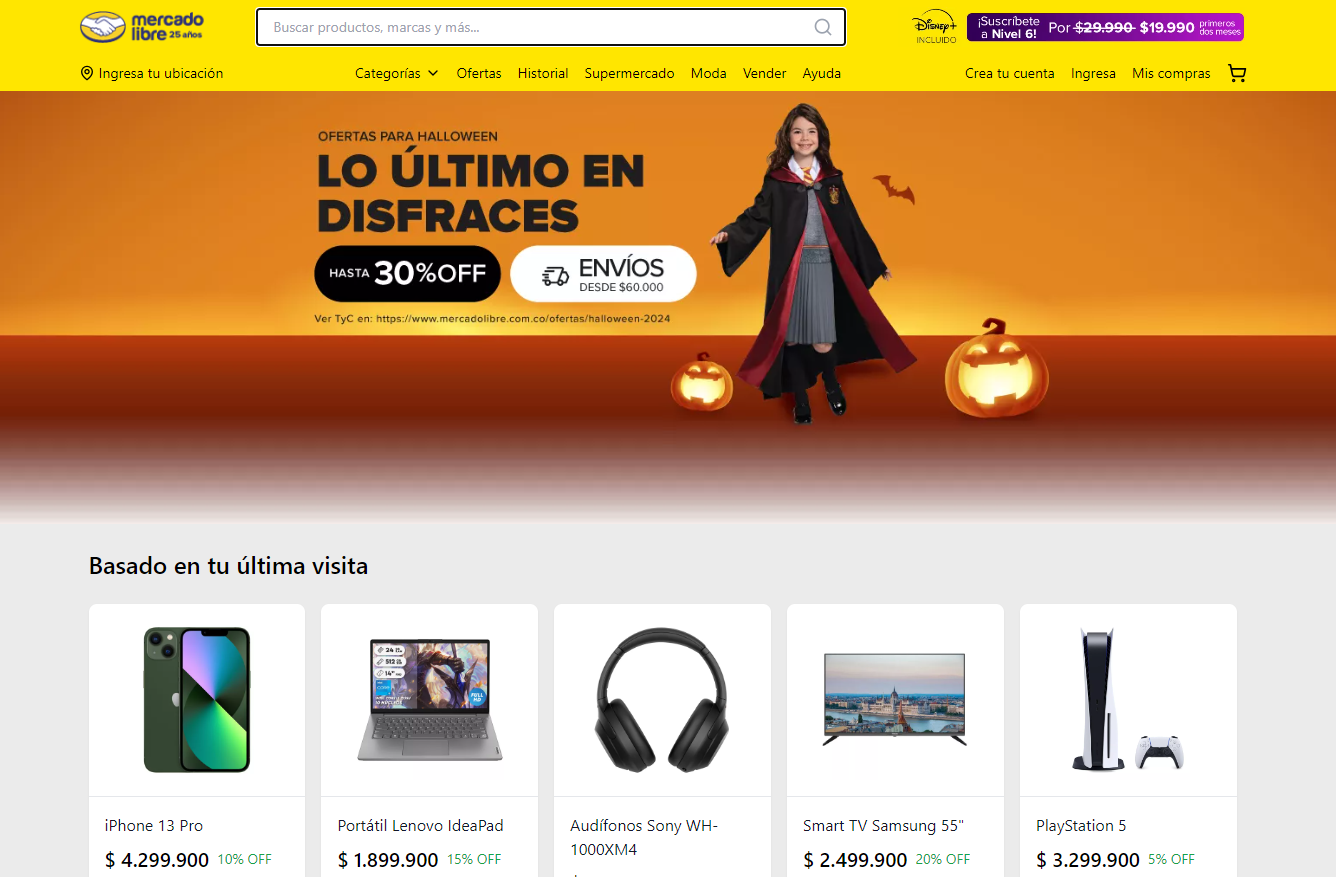 mercado
libre 25 años
Buscar productos, marcas y más...
Disney+
INCLUIDO
¡Suscríbete
a Nivel 6!
Por $29.990 $19.990
primeros
dos meses
Ingresa tu ubicación
Categorías
Ofertas
Historial
Supermercado
Moda
Vender
Ayuda
Crea tu cuenta
Ingresa
Mis compras
OFERTAS PARA HALLOWEEN
LO ÚLTIMO EN
DISFRACES
HASTA 30%OFF
ENVÍOS
DESDE $60.000
Ver TyC en: https://www.mercadolibre.com.co/ofertas/halloween-2024
Basado en tu última visita
24
512
14"
FULL
HD
iPhone 13 Pro
$ 4.299.900 10% OFF
Portátil Lenovo IdeaPad
$ 1.899.900 15% OFF
Audífonos Sony WH-
1000XM4
Smart TV Samsung 55"
$ 2.499.900 20% OFF
PlayStation 5
$ 3.299.900 5% OFF